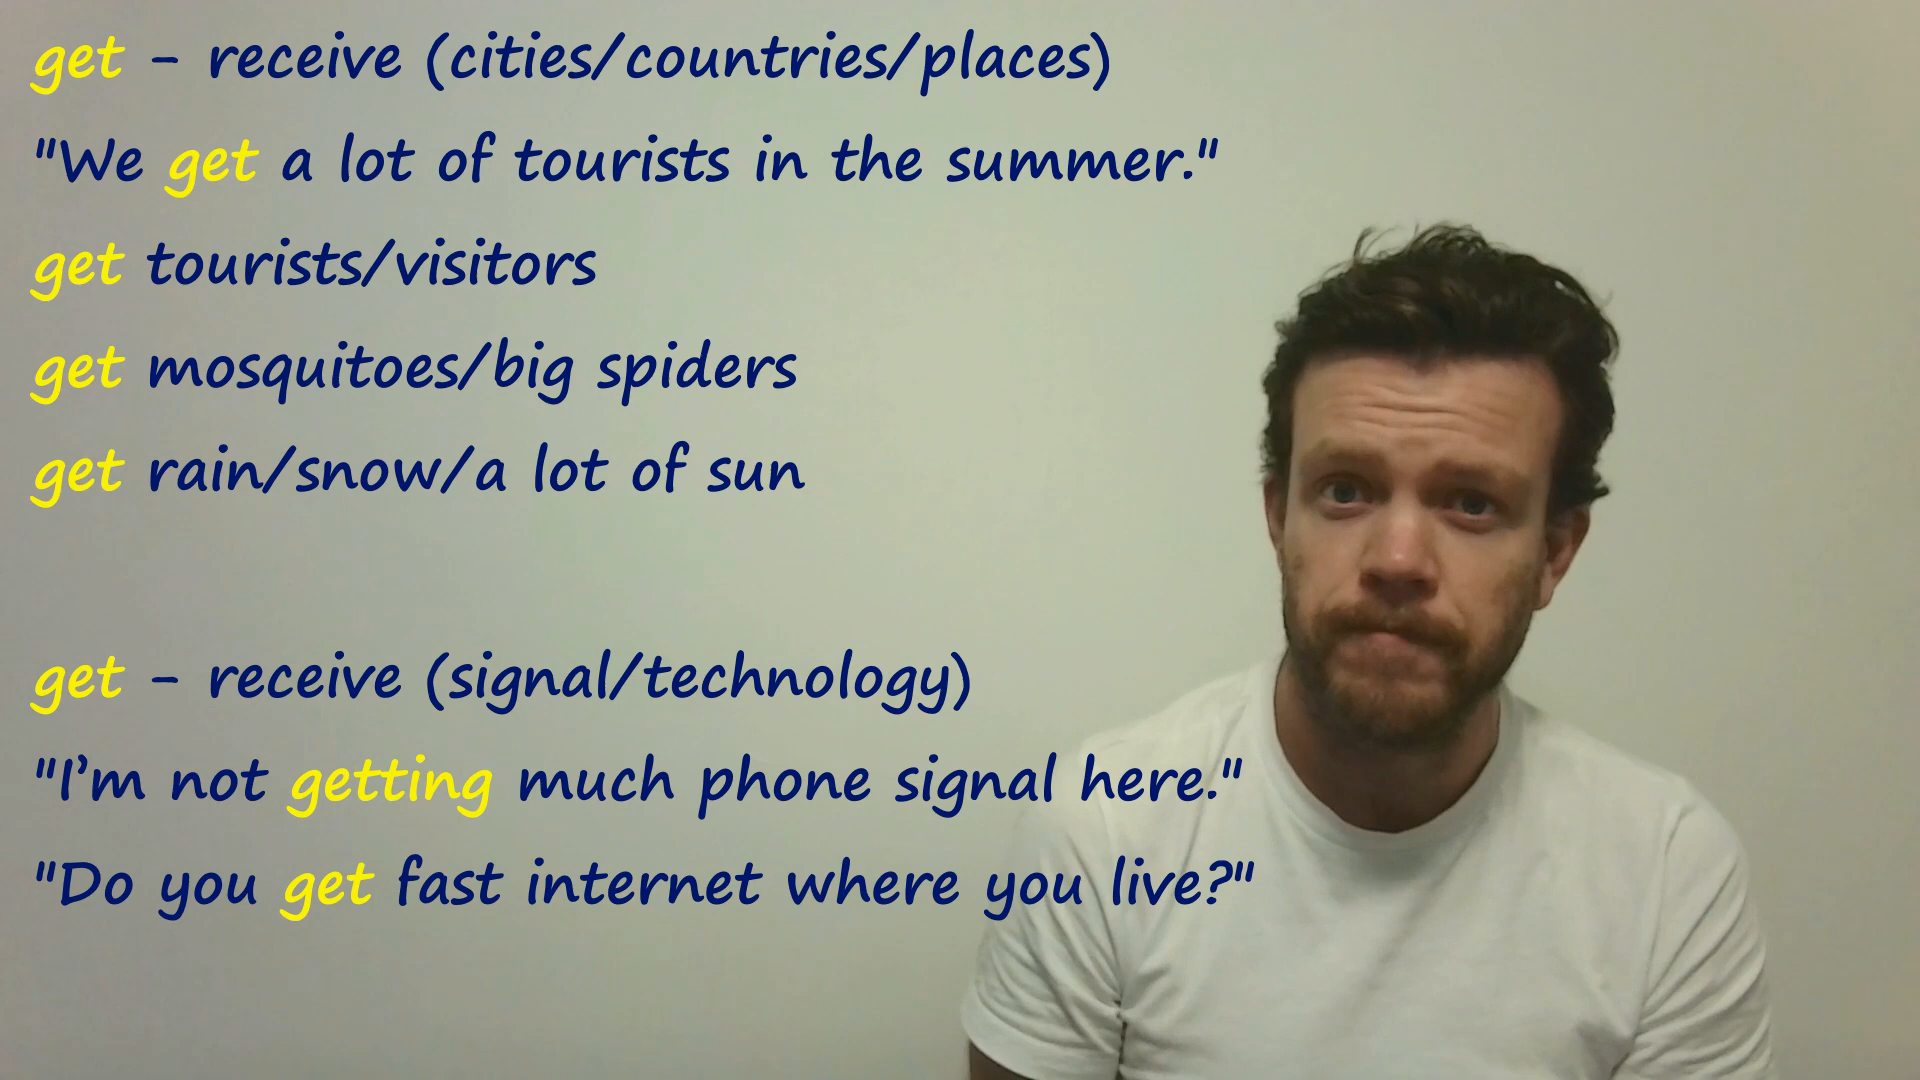 get - receive (cities/countries/places)
"We get a lot of tourists in the summer."
get tourists/visitors
get mosquitoes/big spiders
get rain/snow/a lot of sun
get - receive (signal/technology)
"I’m not getting much phone signal here."
"Do you get fast internet where you live?"